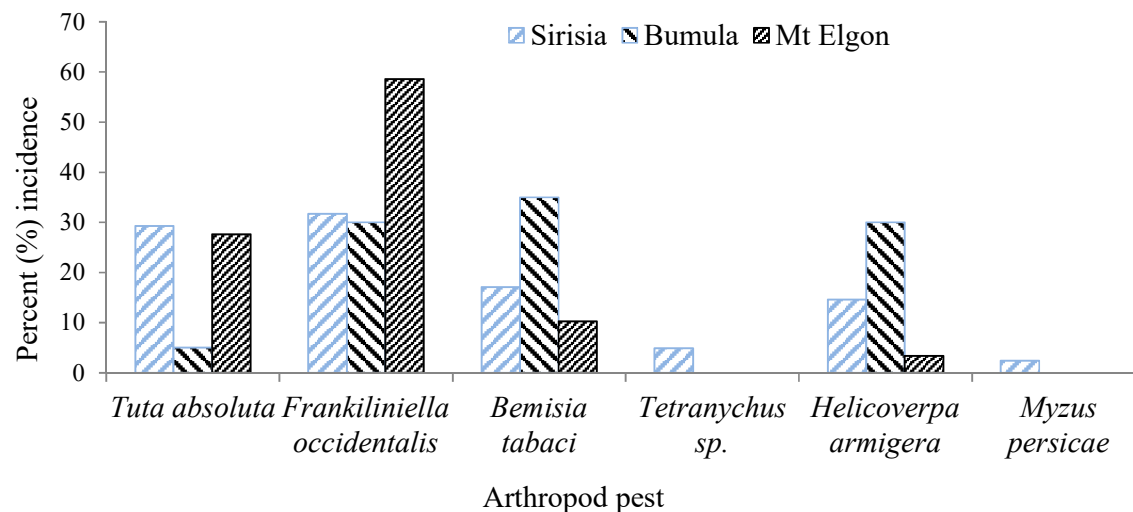 70
60
50
40
30
20
10
0
Percent (%) incidence
Sirisia Bumula Mt Elgon
Tuta absoluta Frankiliniella Bemisia Tetranychus Helicoverpa Myzus
occidentalis tabaci sp. armigera persicae
Arthropod pest